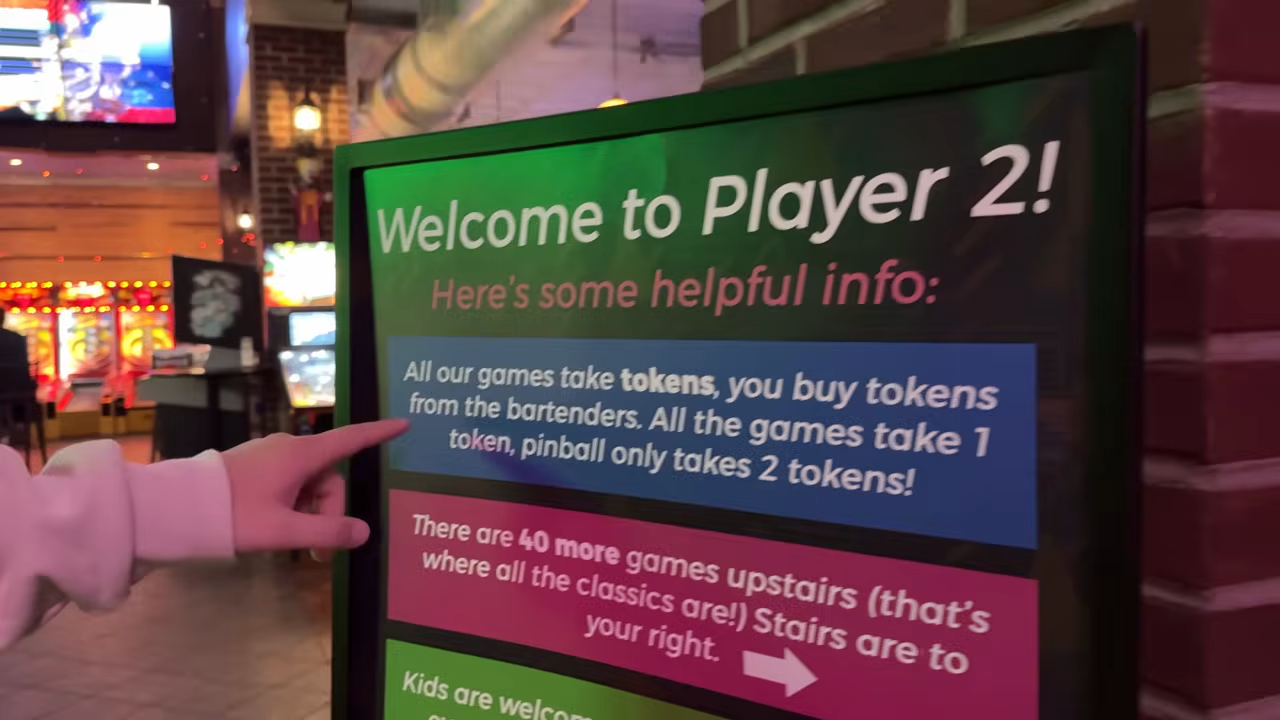 Welcome to Player 2!
Here's some helpful info:
All our games take tokens, you buy tokens
from the bartenders. All the games take 1
token, pinball only takes 2 tokens!
There are 40 more games upstairs (that's
where all the classics are!) Stairs are to
your right.
Kids are